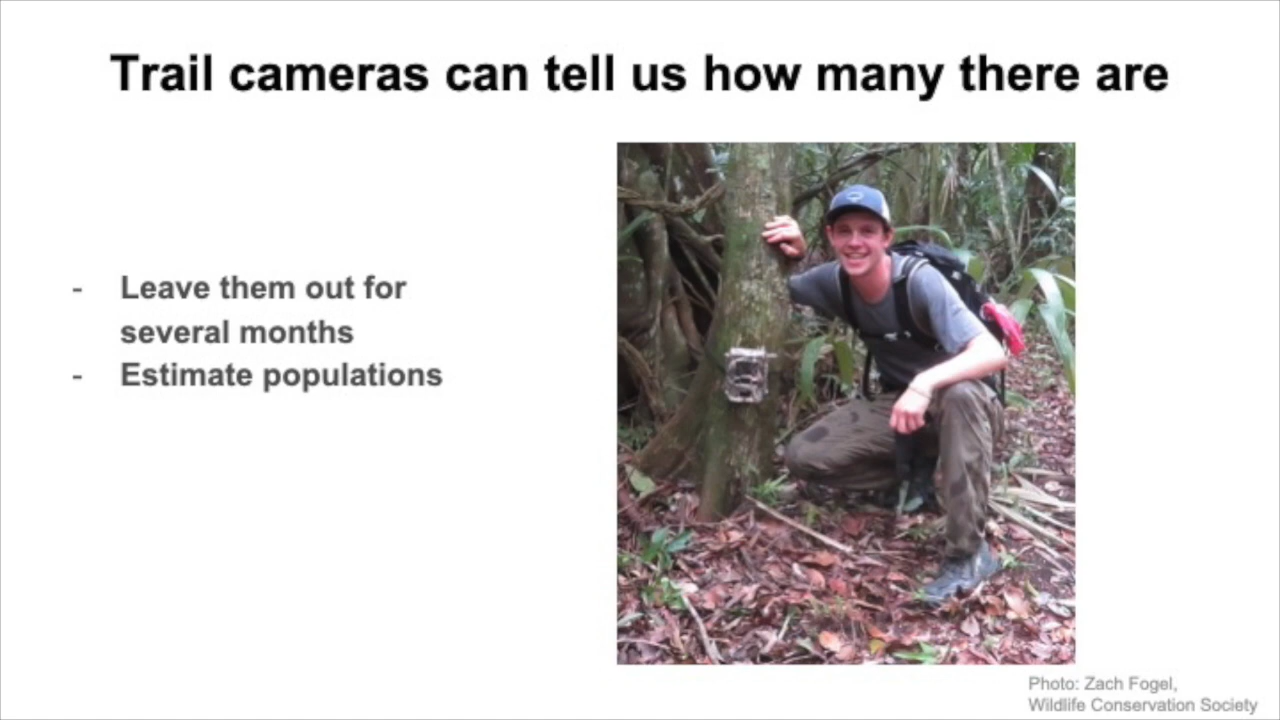 Trail cameras can tell us how many there are
- Leave them out for
several months
- Estimate populations
Photo: Zach Fogel,
Wildlife Conservation Society